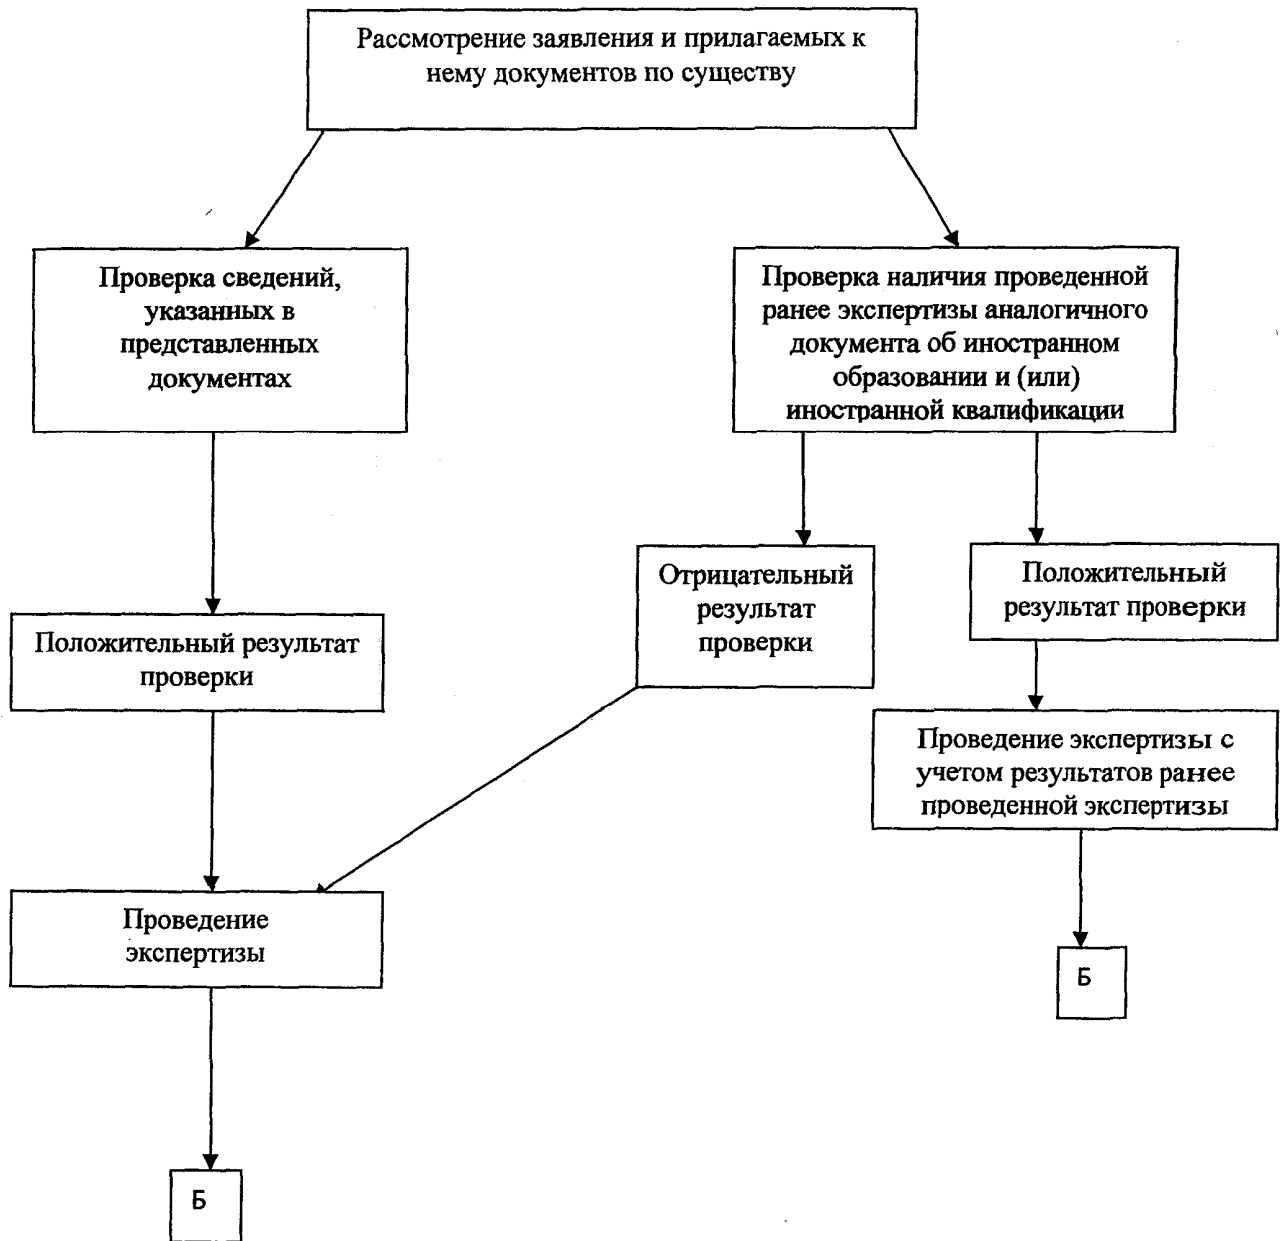 Рассмотрение заявления и прилагаемых к
нему документов по существу
Проверка сведений,
указанных в
представленных
документах
Проверка наличия проведенной
ранее экспертизы аналогичного
документа об иностранном
образовании и (или)
иностранной квалификации
Отрицательный
результат
проверки
Положительный
результат проверки
Положительный результат
проверки
Проведение экспертизы с
учетом результатов ранее
проведенной экспертизы
Проведение
экспертизы
Б
Б